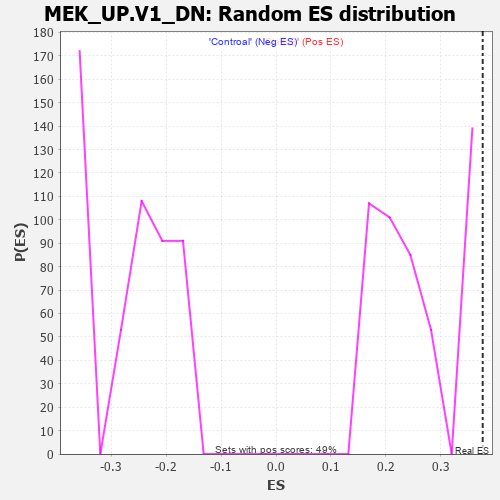 MEK_UP.V1_DN: Random ES distribution
'Controal' (Neg ES)' (Pos ES)
180
170
160
150
140
130
120
110
100
90
80
70
60
50
40
30
20
10
0
P(ES)
Sets with pos scores: 49%
Real ES
-0.3 -0.2 -0.1 0.0 0.1 0.2 0.3
ES